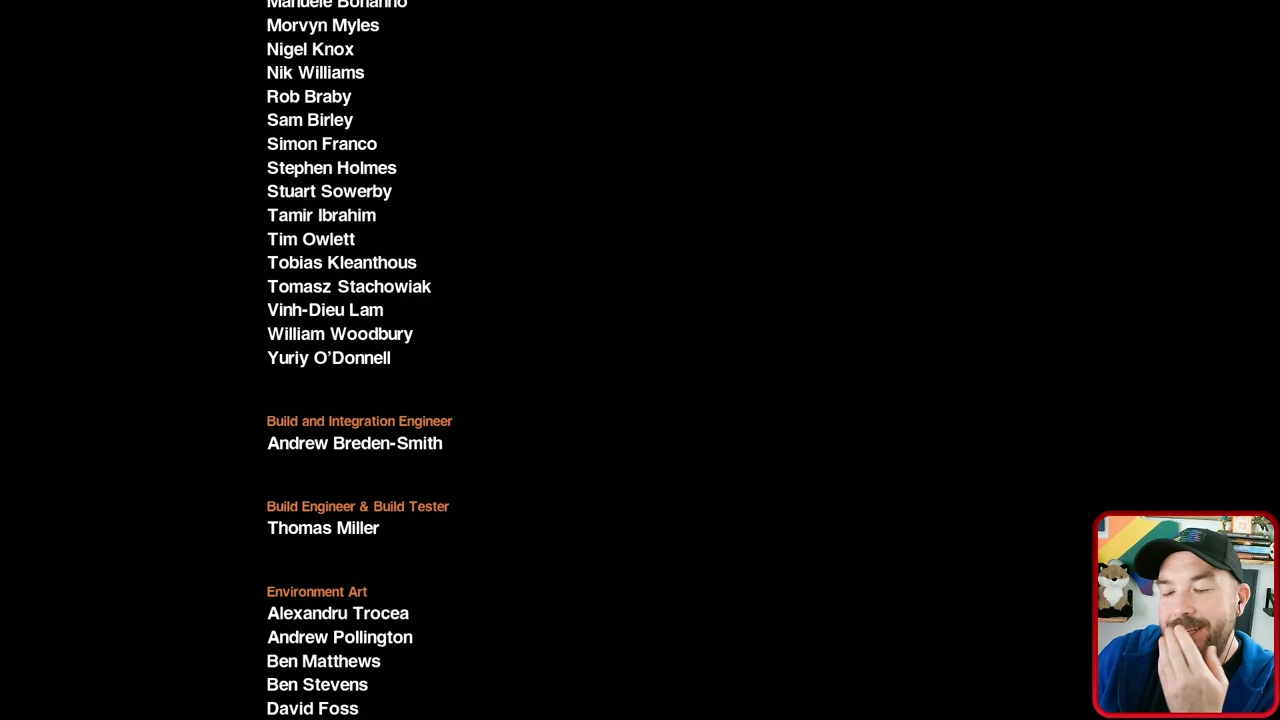 Manuele Bonanno
Morvyn Myles
Nigel Knox
Nik Williams
Rob Braby
Sam Birley
Simon Franco
Stephen Holmes
Stuart Sowerby
Tamir Ibrahim
Tim Owlett
Tobias Kleanthous
Tomasz Stachowiak
Vinh-Dieu Lam
William Woodbury
Yuriy O’Donnell
Build and Integration Engineer
Andrew Breden-Smith
Build Engineer & Build Tester
Thomas Miller
Environment Art
Alexandru Trocea
Andrew Pollington
Ben Matthews
Ben Stevens
David Foss